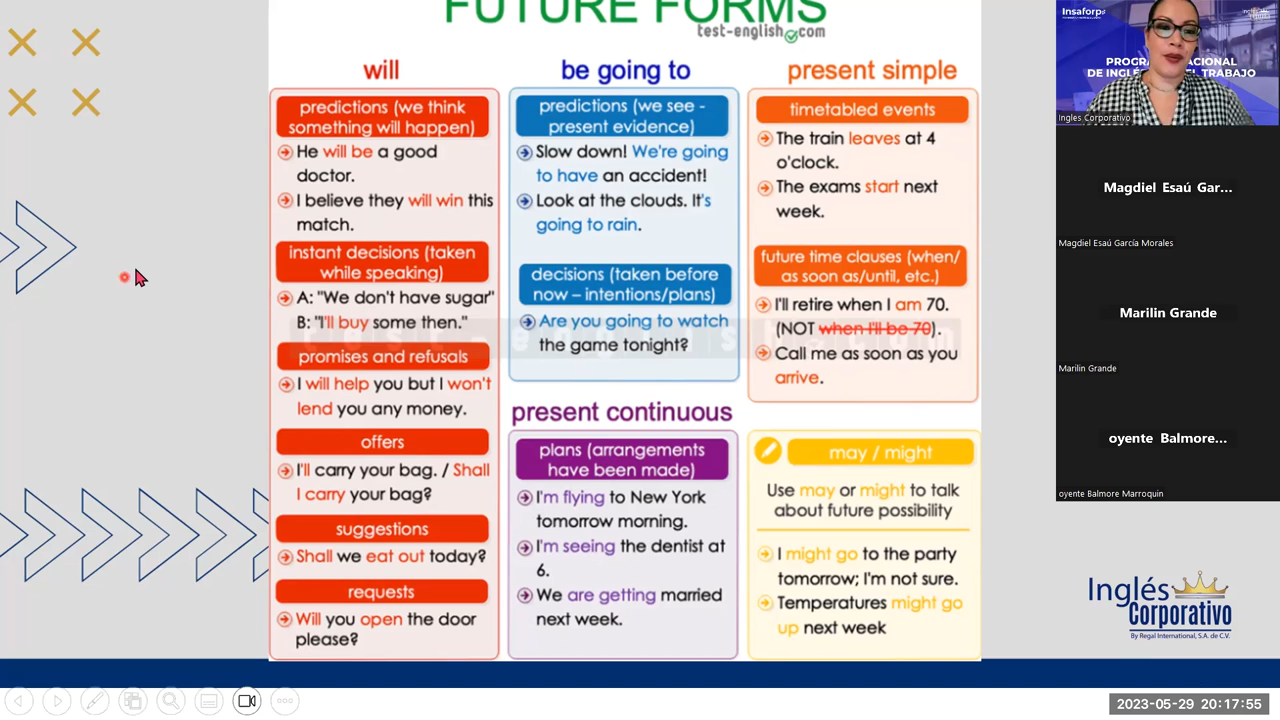 FUTURE FORMS
test-english.com
will
predictions (we think
something will happen)
He will be a good
doctor.
I believe they will win this
match.
instant decisions (taken
while speaking)
A: "We don't have sugar"
B: "I'll buy some then."
promises and refusals
I will help you but I won't
lend you any money.
offers
I'll carry your bag. / Shall
I carry your bag?
suggestions
Shall we eat out today?
requests
Will you open the door
please?
be going to
predictions (we see -
present evidence)
Slow down! We're going
to have an accident!
Look at the clouds. It's
going to rain.
decisions (taken before
now – intentions/plans)
Are you going to watch
the game tonight?
present continuous
plans (arrangements
have been made)
I'm flying to New York
tomorrow morning.
I'm seeing the dentist at
6.
We are getting married
next week.
present simple
timetabled events
The train leaves at 4
o'clock.
The exams start next
week.
future time clauses (when/
as soon as/until, etc.)
I'll retire when I am 70.
(NOT when I'll be 70).
Call me as soon as you
arrive.
may / might
Use may or might to talk
about future possibility
I might go to the party
tomorrow; I'm not sure.
Temperatures might go
up next week
Insaforp
Ingles Corporativo
Magdiel Esaú Gar...
Magdiel Esaú García Morales
Marilin Grande
Marilin Grande
oyente Balmore...
oyente Balmore Marroquin
Inglés
Corporativo
By Regal International, S.A. de C.V.
2023-05-29 20:17:55